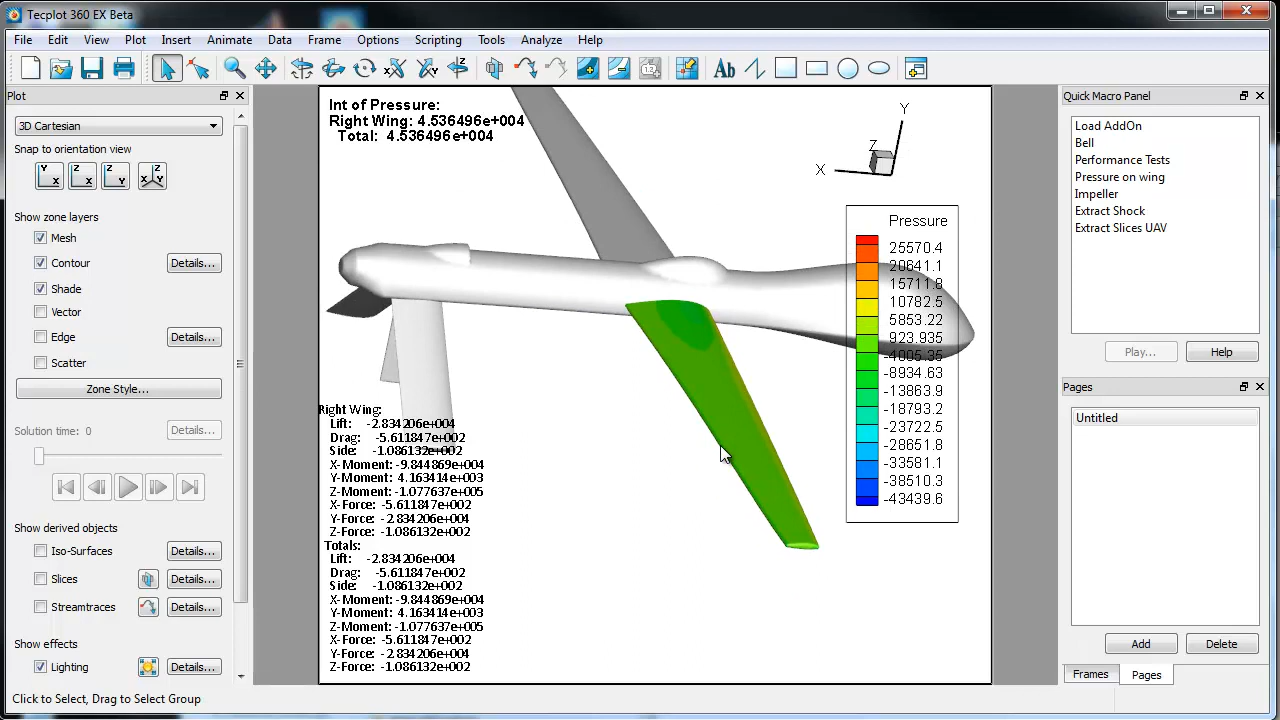 Tecplot 360 EX Beta
File Edit View Plot Insert Animate Data Frame Options Scripting Tools Analyze Help
Plot
3D Cartesian
Snap to orientation view
Show zone layers
Mesh
Contour Details...
Shade
Vector
Edge Details...
Scatter
Zone Style...
Solution time: 0 Details...
Show derived objects
Iso-Surfaces Details...
Slices Details...
Streamtraces Details...
Show effects
Lighting Details...
Click to Select, Drag to Select Group
Int of Pressure:
Right Wing: 4.536496e+004
Total: 4.536496e+004
Y
Z
X
Pressure
25570.4
20641.1
15711.8
10782.5
5853.22
923.935
-4005.35
-8934.63
-13863.9
-18793.2
-23722.5
-28651.8
-33581.1
-38510.3
-43439.6
Right Wing:
Lift: -2.834206e+004
Drag: -5.611847e+002
Side: -1.086132e+002
X-Moment: -9.844869e+004
Y-Moment: 4.163414e+003
Z-Moment: -1.077637e+005
X-Force: -5.611847e+002
Y-Force: -2.834206e+004
Z-Force: -1.086132e+002
Totals:
Lift: -2.834206e+004
Drag: -5.611847e+002
Side: -1.086132e+002
X-Moment: -9.844869e+004
Y-Moment: 4.163414e+003
Z-Moment: -1.077637e+005
X-Force: -5.611847e+002
Y-Force: -2.834206e+004
Z-Force: -1.086132e+002
Quick Macro Panel
Load AddOn
Bell
Performance Tests
Pressure on wing
Impeller
Extract Shock
Extract Slices UAV
Play... Help
Pages
Untitled
Add Delete
Frames Pages